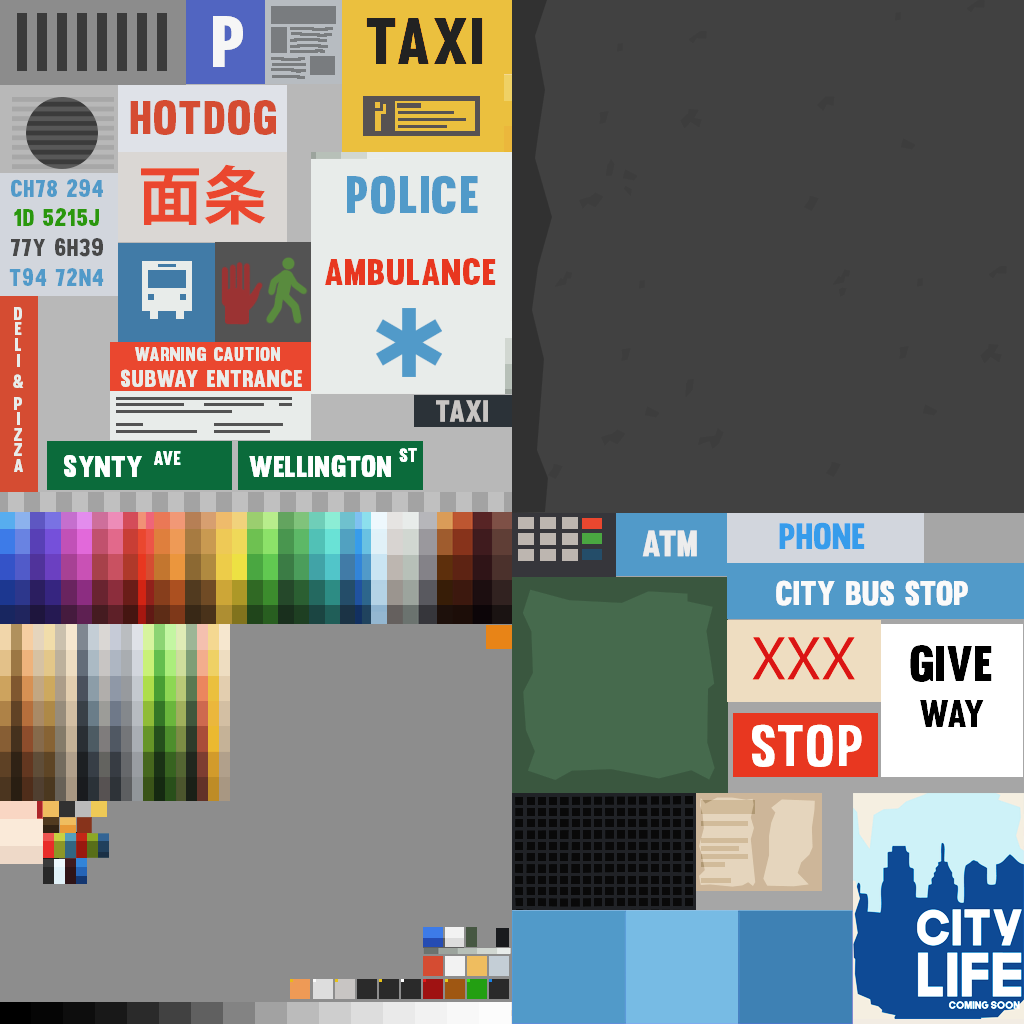 P
TAXI
HOTDOG
面条
CH78 294
1D 5215J
77Y 6H39
T94 72N4
POLICE
AMBULANCE
DELI & PIZZA
WARNING CAUTION
SUBWAY ENTRANCE
TAXI
SYNTY AVE
WELLINGTON ST
ATM
PHONE
CITY BUS STOP
XXX
GIVE
WAY
STOP
CITY
LIFE
COMING SOON